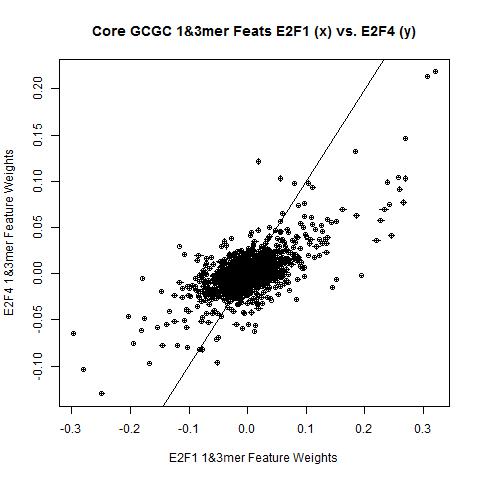 Core GCGC 1&3mer Feats E2F1 (x) vs. E2F4 (y)
E2F4 1&3mer Feature Weights
0.20
0.15
0.10
0.05
0.00
-0.05
-0.10
-0.3 -0.2 -0.1 0.0 0.1 0.2 0.3
E2F1 1&3mer Feature Weights